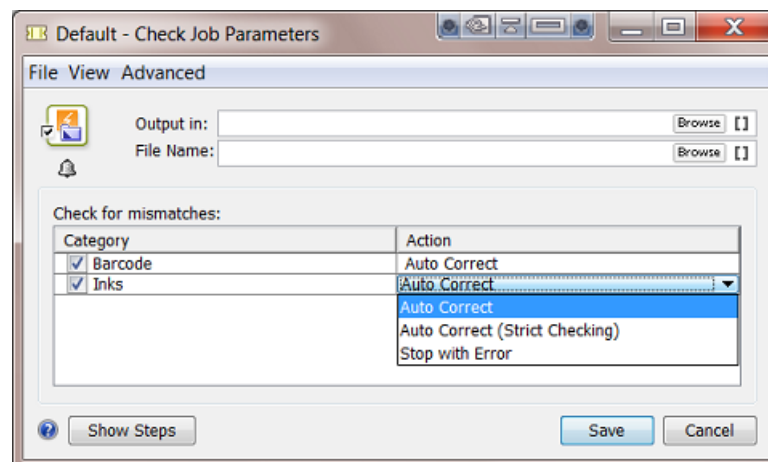 Default - Check Job Parameters
File View Advanced
Output in: Browse []
File Name: Browse []
Check for mismatches:
Category Action
Barcode Auto Correct
Inks Auto Correct
Auto Correct
Auto Correct (Strict Checking)
Stop with Error
? Show Steps Save Cancel